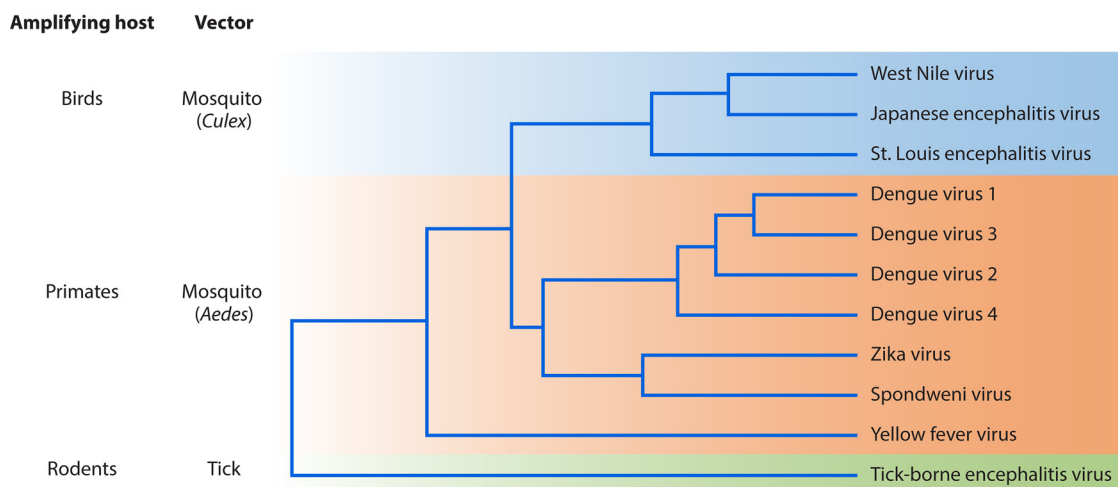 Amplifying host Vector
Birds Mosquito
(Culex)
West Nile virus
Japanese encephalitis virus
St. Louis encephalitis virus
Primates Mosquito
(Aedes)
Dengue virus 1
Dengue virus 3
Dengue virus 2
Dengue virus 4
Zika virus
Spondweni virus
Yellow fever virus
Rodents Tick
Tick-borne encephalitis virus